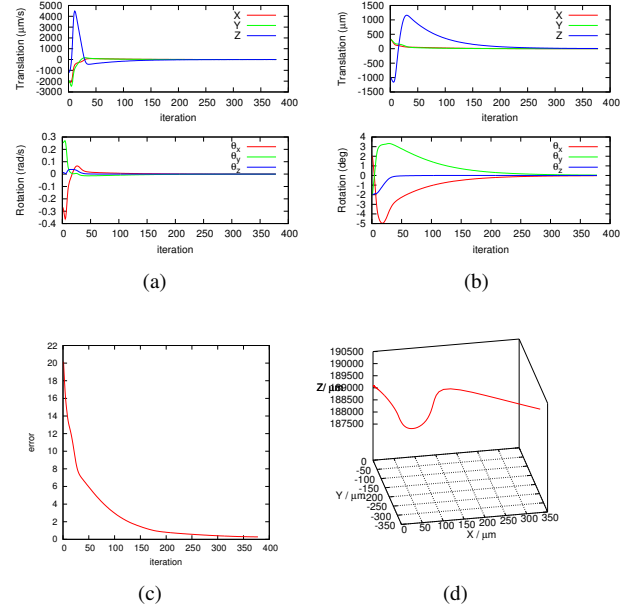 Translation (μm/s)
5000
4000
3000
2000
1000
0
-1000
-2000
-3000
0 50 100 150 200 250 300 350 400
iteration
X
Y
Z
Rotation (rad/s)
0.3
0.2
0.1
0
-0.1
-0.2
-0.3
-0.4
0 50 100 150 200 250 300 350 400
iteration
θx
θy
θz
(a)
Translation (μm)
1500
1000
500
0
-500
-1000
-1500
0 50 100 150 200 250 300 350 400
iteration
X
Y
Z
Rotation (deg)
4
3
2
1
0
-1
-2
-3
-4
-5
0 50 100 150 200 250 300 350 400
iteration
θx
θy
θz
(b)
error
22
20
18
16
14
12
10
8
6
4
2
0
0 50 100 150 200 250 300 350 400
iteration
(c)
190500
190000
189500
189000
188500
188000
187500
Z/ μm
0
-50
-100
-150
-200
-250
-300
-350
Y / μm
0 50 100 150 200 250 300 350
X / μm
(d)